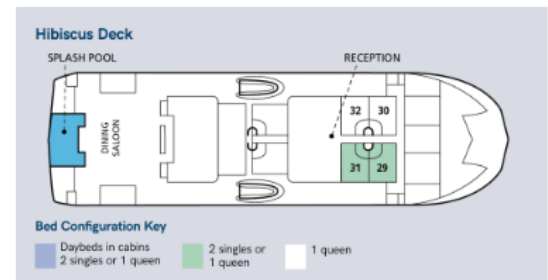 Hibiscus Deck
SPLASH POOL
RECEPTION
DINING
SALOON
32 30
31 29
Bed Configuration Key
Daybeds in cabins
2 singles or 1 queen
2 singles or
1 queen
1 queen